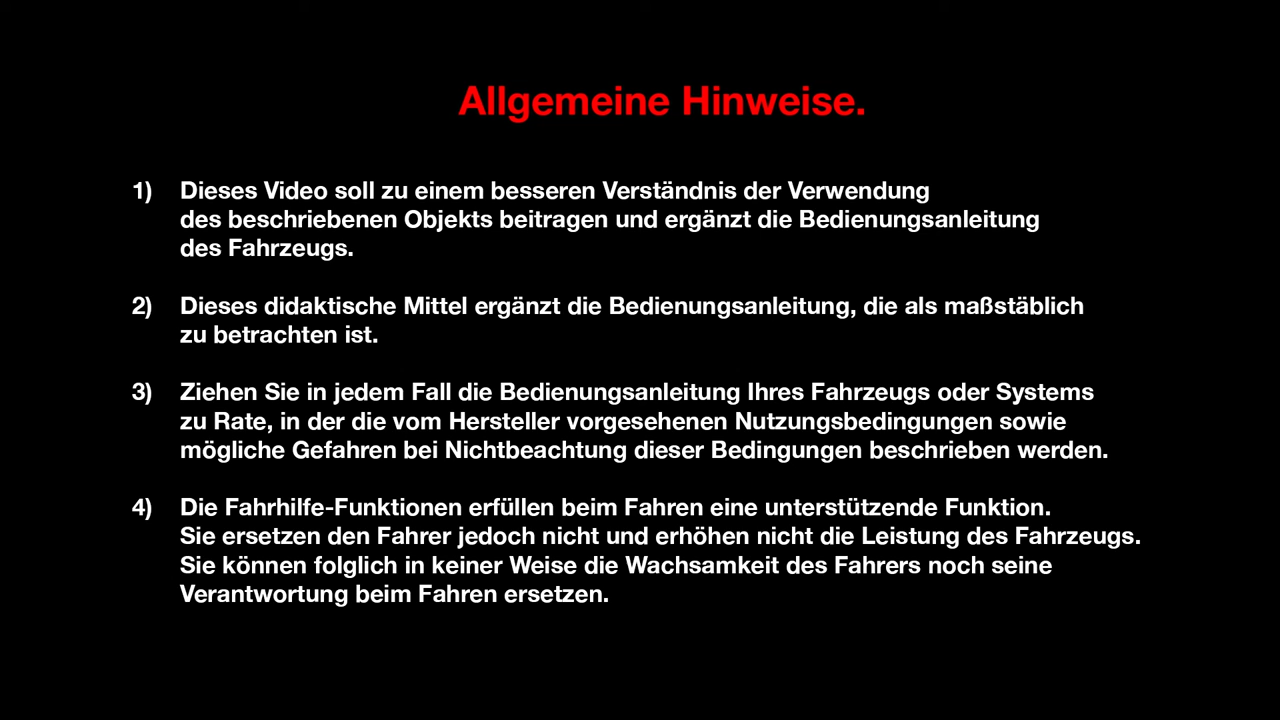 Allgemeine Hinweise.
1) Dieses Video soll zu einem besseren Verständnis der Verwendung
des beschriebenen Objekts beitragen und ergänzt die Bedienungsanleitung
des Fahrzeugs.
2) Dieses didaktische Mittel ergänzt die Bedienungsanleitung, die als maßstäblich
zu betrachten ist.
3) Ziehen Sie in jedem Fall die Bedienungsanleitung Ihres Fahrzeugs oder Systems
zu Rate, in der die vom Hersteller vorgesehenen Nutzungsbedingungen sowie
mögliche Gefahren bei Nichtbeachtung dieser Bedingungen beschrieben werden.
4) Die Fahrhilfe-Funktionen erfüllen beim Fahren eine unterstützende Funktion.
Sie ersetzen den Fahrer jedoch nicht und erhöhen nicht die Leistung des Fahrzeugs.
Sie können folglich in keiner Weise die Wachsamkeit des Fahrers noch seine
Verantwortung beim Fahren ersetzen.